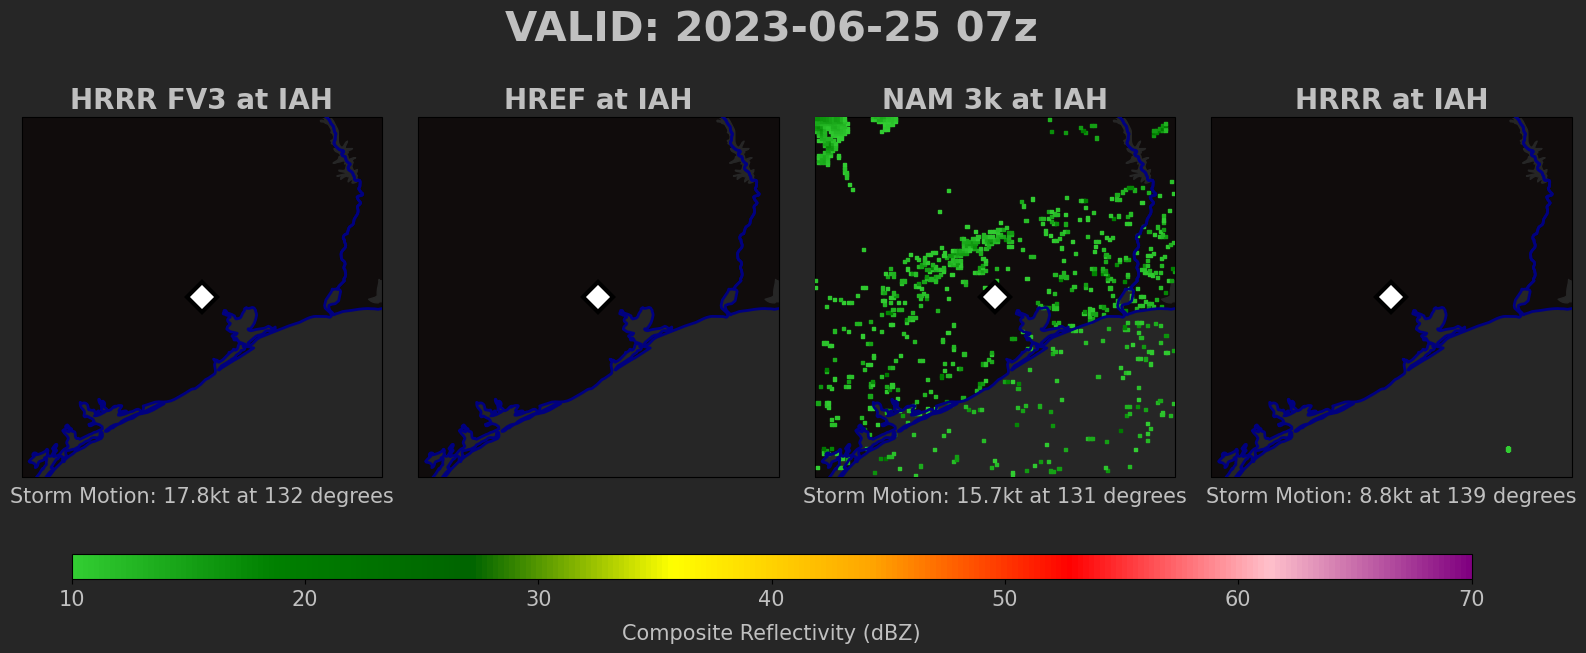 VALID: 2023-06-25 07z
HRRR FV3 at IAH
HREF at IAH
NAM 3k at IAH
HRRR at IAH
Storm Motion: 17.8kt at 132 degrees
Storm Motion: 15.7kt at 131 degrees
Storm Motion: 8.8kt at 139 degrees
10 20 30 40 50 60 70
Composite Reflectivity (dBZ)